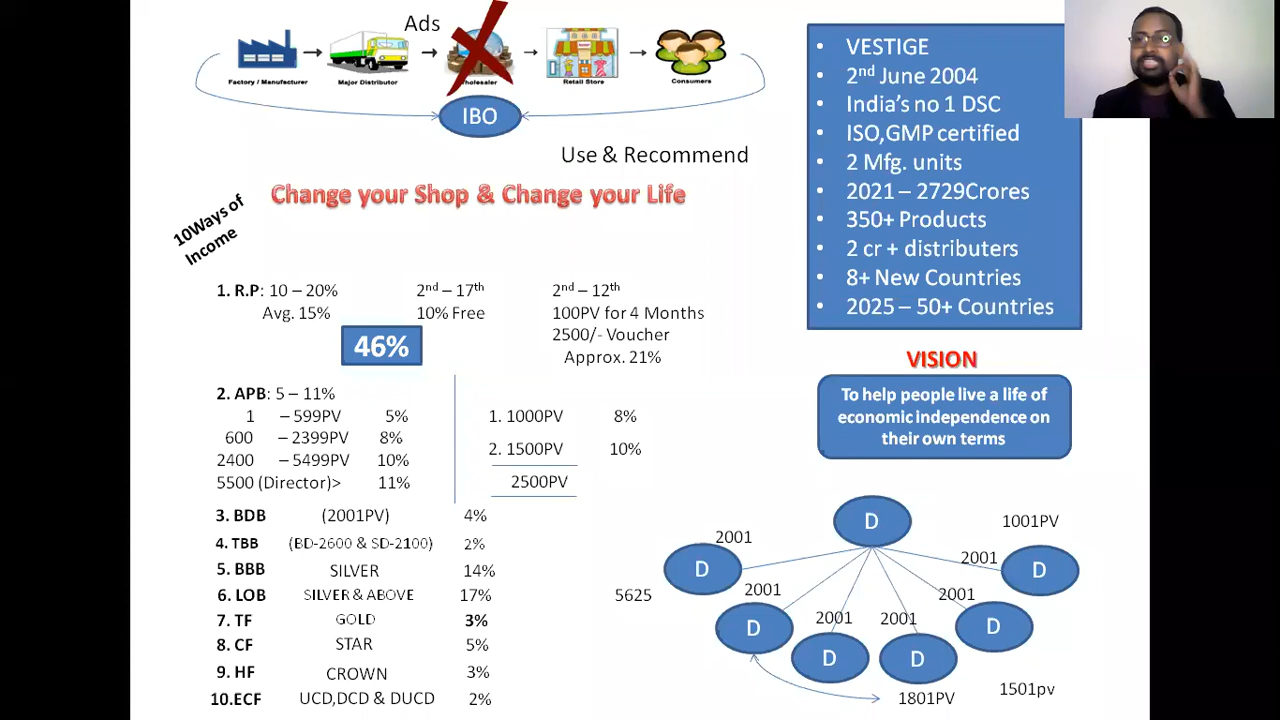 Ads
Factory / Manufacturer
Major Distributor
holesaler
Retail Store
Consumers
IBO
Use & Recommend
Change your Shop & Change your Life
10Ways of
Income
1. R.P: 10 – 20%
Avg. 15%
2nd – 17th
10% Free
2nd – 12th
100PV for 4 Months
2500/- Voucher
Approx. 21%
46%
2. APB: 5 – 11%
1 – 599PV 5%
600 – 2399PV 8%
2400 – 5499PV 10%
5500 (Director)> 11%
1. 1000PV 8%
2. 1500PV 10%
2500PV
3. BDB (2001PV) 4%
4. TBB (BD-2600 & SD-2100) 2%
5. BBB SILVER 14%
6. LOB SILVER & ABOVE 17%
7. TF GOLD 3%
8. CF STAR 5%
9. HF CROWN 3%
10.ECF UCD,DCD & DUCD 2%
• VESTIGE
• 2nd June 2004
• India's no 1 DSC
• ISO,GMP certified
• 2 Mfg. units
• 2021 – 2729Crores
• 350+ Products
• 2 cr + distributers
• 8+ New Countries
• 2025 – 50+ Countries
VISION
To help people live a life of
economic independence on
their own terms
D
1001PV
2001
D
2001
D
5625
2001
D
2001
D
2001
D
2001
D
D
1801PV
1501pv